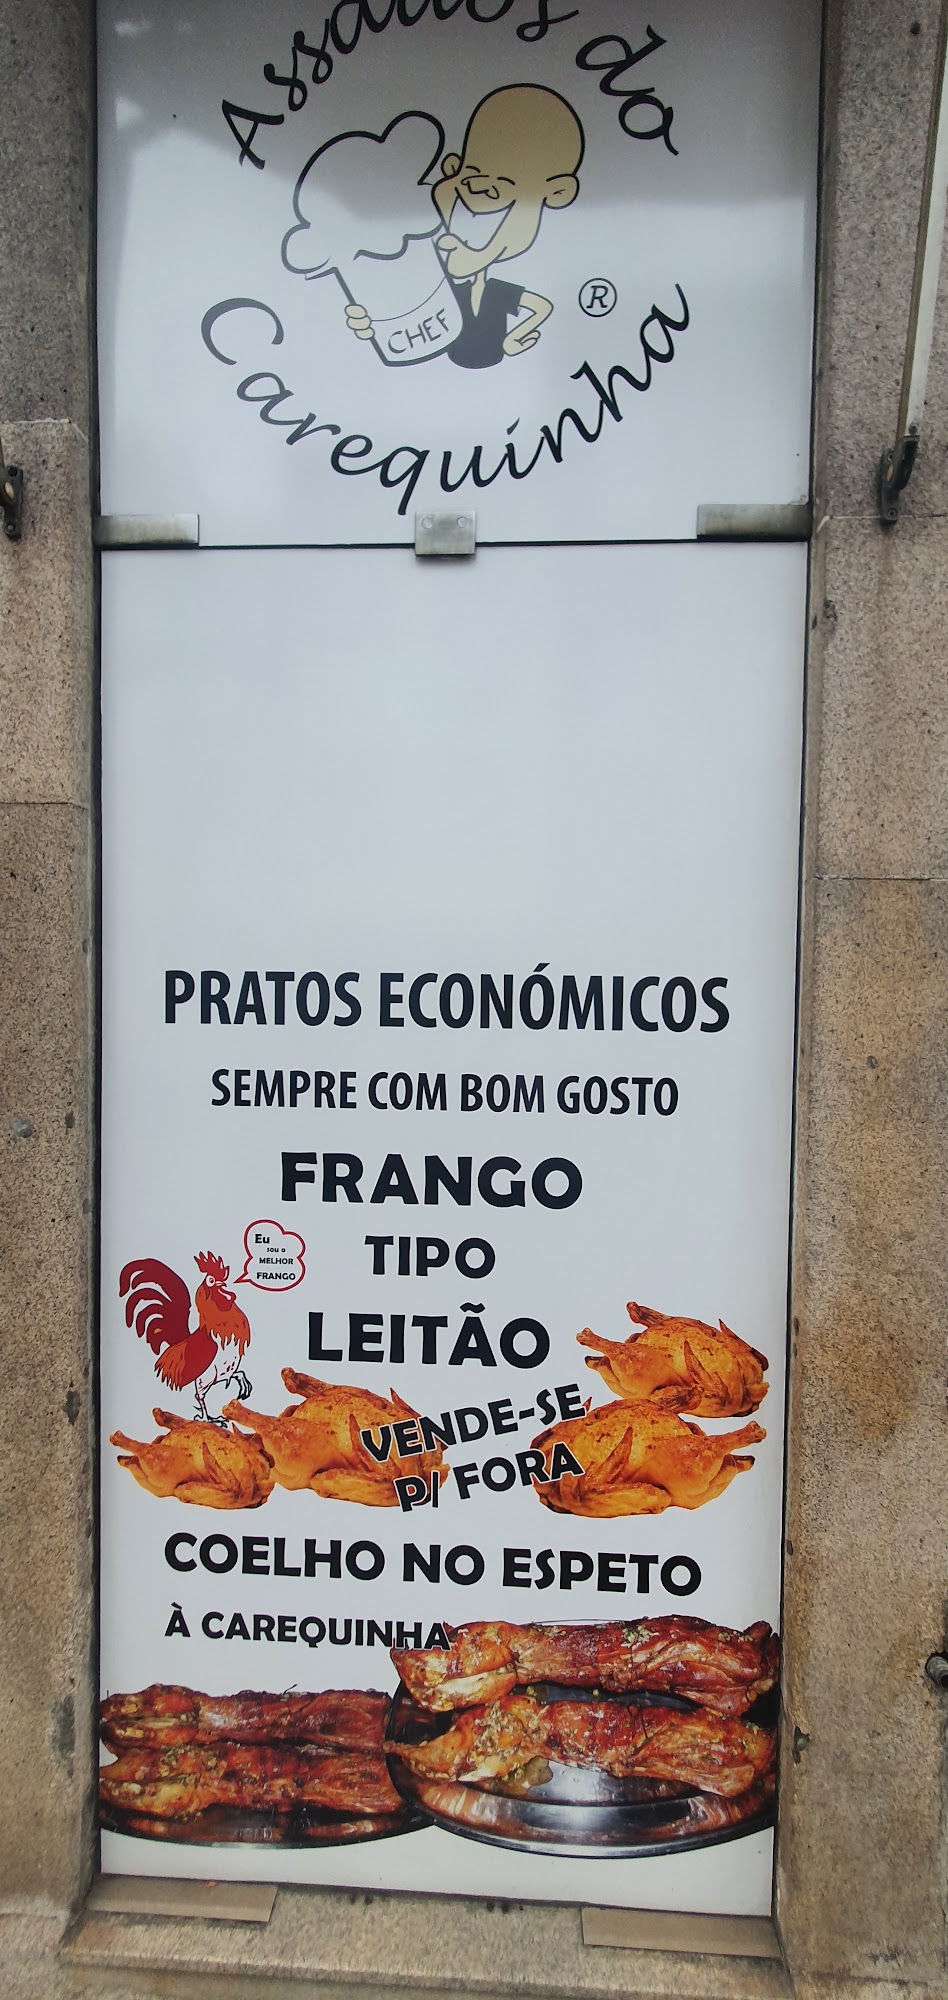 Assados do
CHEF
®
Carequinha
PRATOS ECONÓMICOS
SEMPRE COM BOM GOSTO
FRANGO
TIPO
LEITÃO
Eu
sou o
MELHOR
FRANGO
VENDE-SE
P/ FORA
COELHO NO ESPETO
À CAREQUINHA